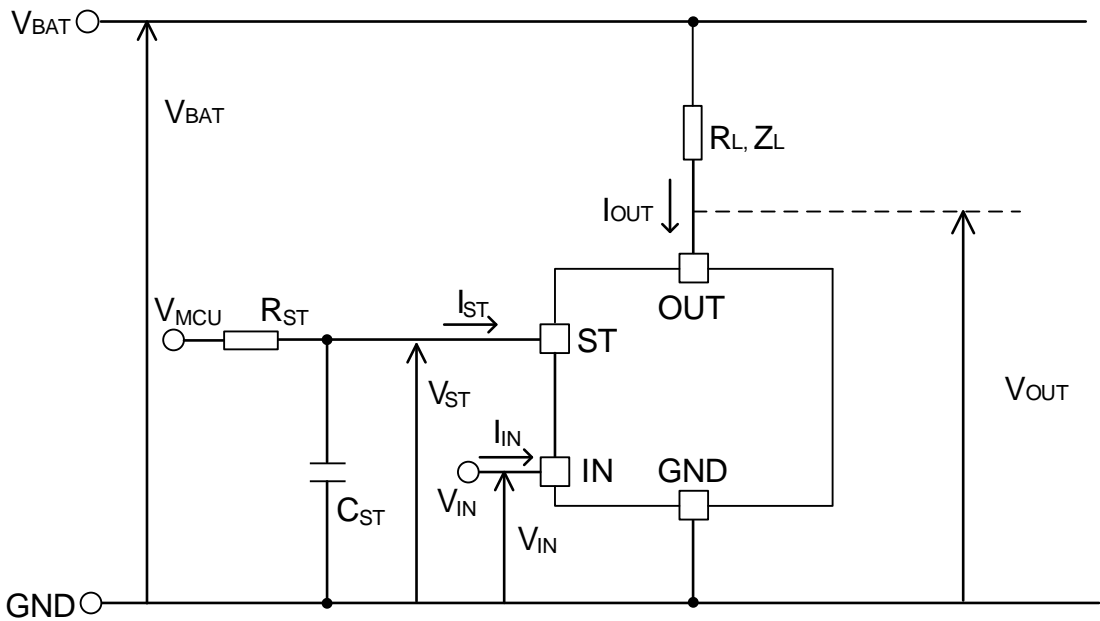 VBAT
VBAT
RL, ZL
IOUT
OUT
VMCU
RST
IST
ST
VST
VOUT
IIN
IN
GND
VIN
CST
VIN
GND